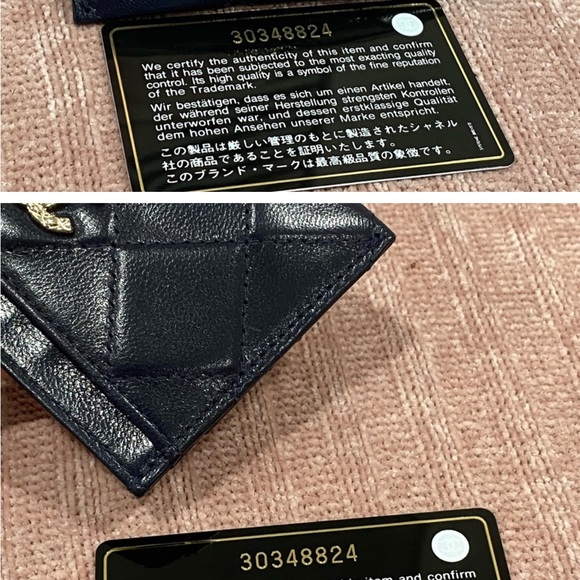 30348824
We certify the authenticity of this item and confirm
that it has been subjected to the most exacting quality
control. Its high quality is a symbol of the fine reputation
of the Trademark.
Wir bestätigen, dass es sich um einen Artikel handelt,
der während seiner Herstellung strengsten Kontrollen
unterworfen war, und dessen erstklassige Qualität
dem hohen Ansehen unserer Marke entspricht.
この製品は厳しい管理のもとに製造されたシャネル
社の商品であることを証明いたします。
このブランド・マークは最高級品質の象徴です。
30348824
item and confirm